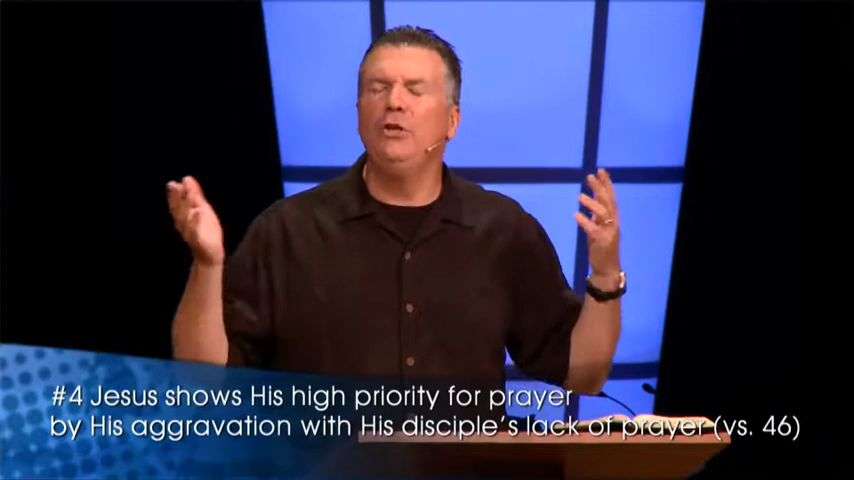 #4 Jesus shows His high priority for prayer
by His aggravation with His disciple's lack of prayer (vs. 46)